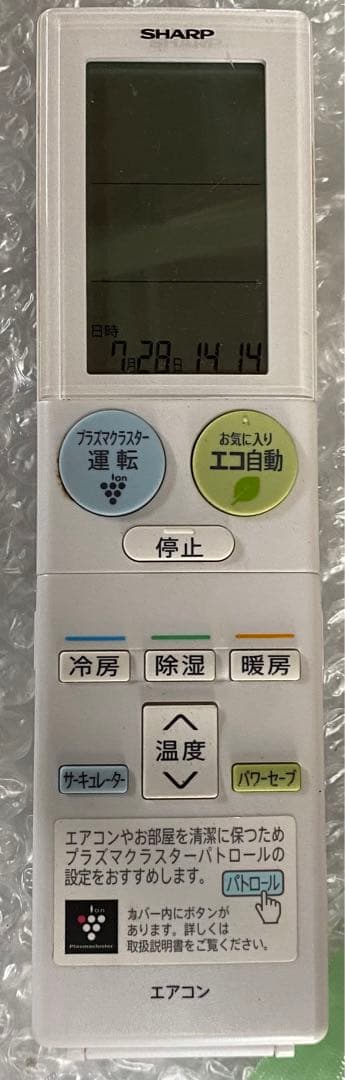 SHARP
日時
7月28日 14 14
プラズマクラスター
運転
Ion
お気に入り
エコ自動
停止
冷房 除湿 暖房
温度
サーキュレーター パワーセーブ
エアコンやお部屋を清潔に保つため
プラズマクラスターパトロールの
設定をおすすめします。 パトロール
Ion
Plasmacluster
カバー内にボタンが
あります。詳しくは
取扱説明書をご覧ください。
エアコン